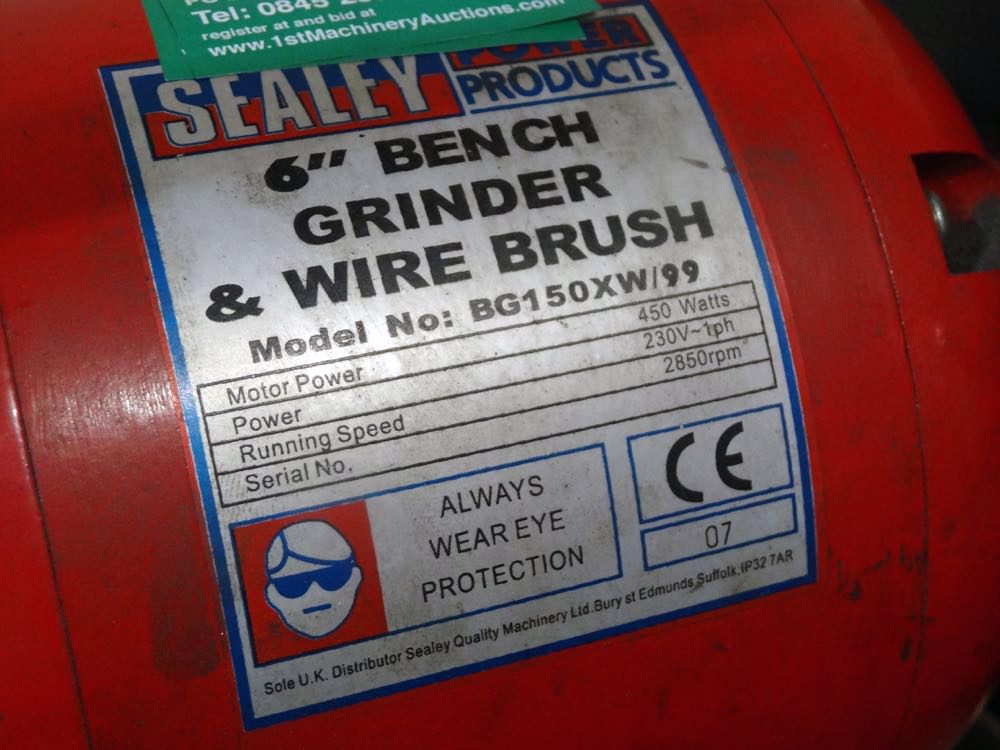 Tel: 0845
register at and bid at
www.1stMachineryAuctions.com
SEALEY POWER
PRODUCTS
6" BENCH
GRINDER
& WIRE BRUSH
Model No: BG150XW/99
Motor Power 450 Watts
Power 230V~1ph
Running Speed 2850rpm
Serial No.
ALWAYS
WEAR EYE
PROTECTION
CE
07
Sole U.K. Distributor Sealey Quality Machinery Ltd.Bury st Edmunds Suffolk,IP32 7AR